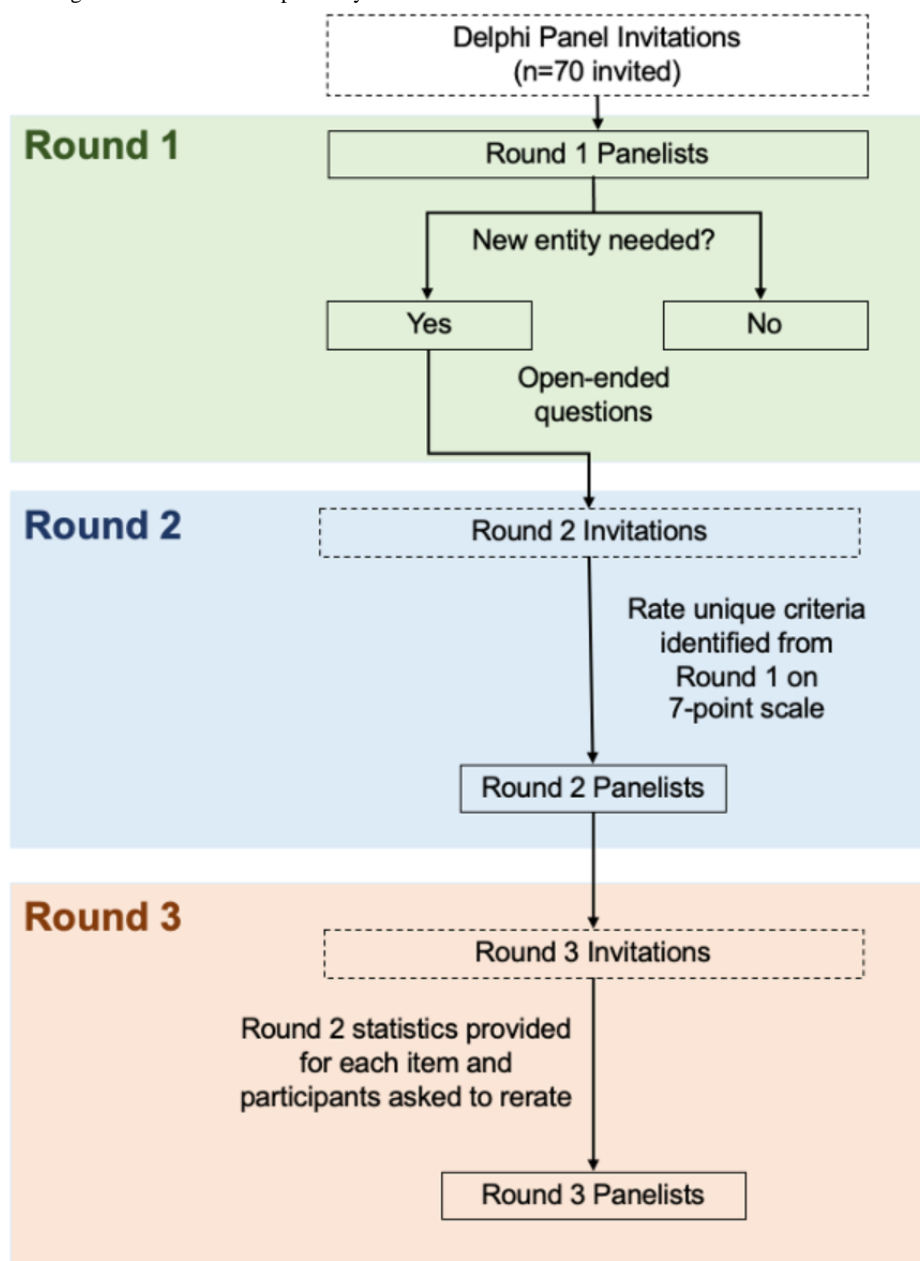 Delphi Panel Invitations
(n=70 invited)
Round 1
Round 1 Panelists
New entity needed?
Yes
No
Open-ended
questions
Round 2
Round 2 Invitations
Rate unique criteria
identified from
Round 1 on
7-point scale
Round 2 Panelists
Round 3
Round 3 Invitations
Round 2 statistics provided
for each item and
participants asked to rerate
Round 3 Panelists